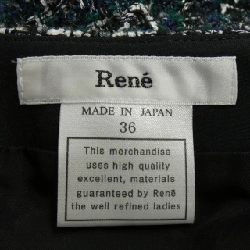 René
MADE IN JAPAN
36
This merchandise
uses high quality
excellent, materials
guaranteed by René
the well refined ladies